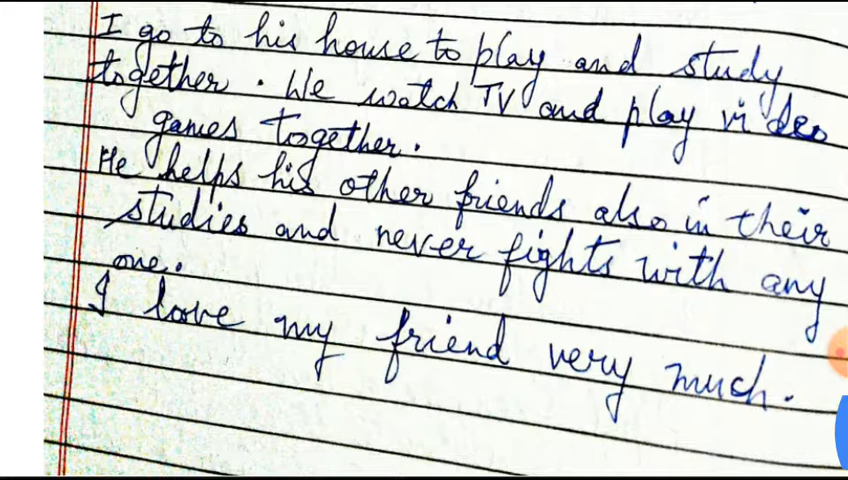 I go to his house to play and study
together. We watch TV and play video
games together.
He helps his other friends also in their
studies and never fights with any
one.
I love my friend very much.